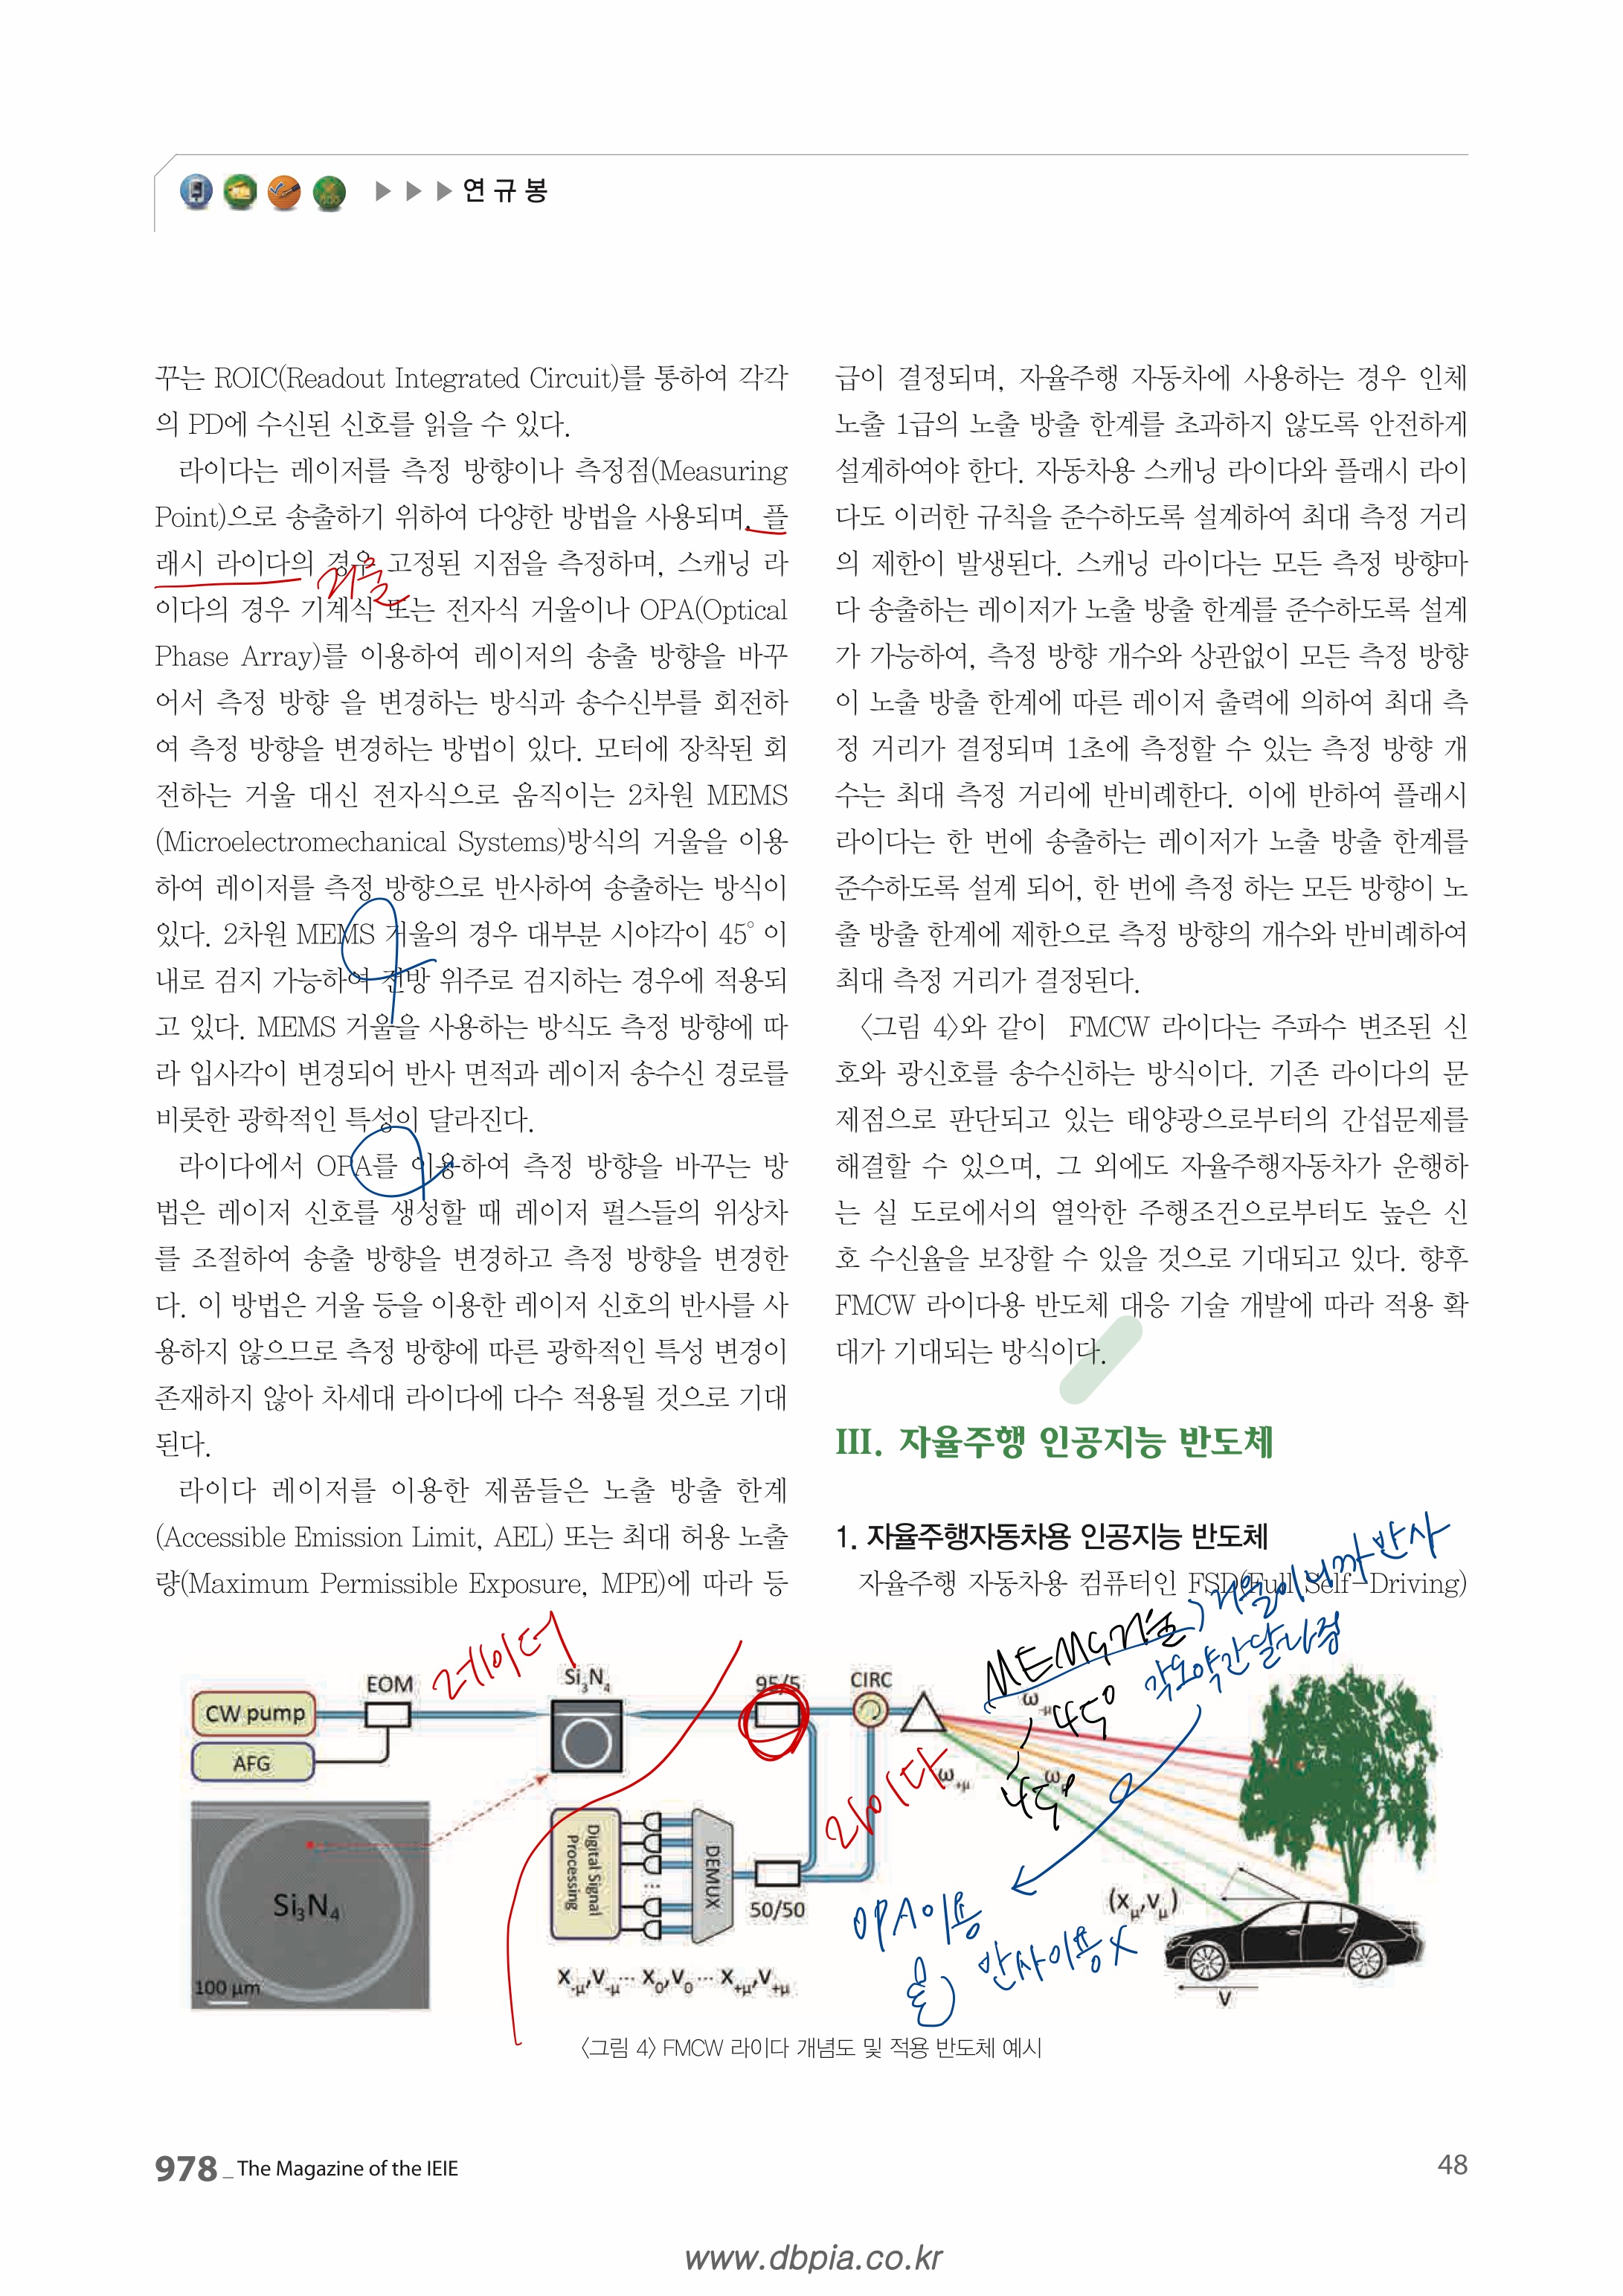 연규봉
꾸는 ROIC(Readout Integrated Circuit)를 통하여 각각
의 PD에 수신된 신호를 읽을 수 있다.
라이다는 레이저를 측정 방향이나 측정점(Measuring
Point)으로 송출하기 위하여 다양한 방법을 사용되며, 플
래시 라이다의 경우 고정된 지점을 측정하며, 스캐닝 라
거울
이다의 경우 기계식 또는 전자식 거울이나 OPA(Optical
Phase Array)를 이용하여 레이저의 송출 방향을 바꾸
어서 측정 방향 을 변경하는 방식과 송수신부를 회전하
여 측정 방향을 변경하는 방법이 있다. 모터에 장착된 회
전하는 거울 대신 전자식으로 움직이는 2차원 MEMS
(Microelectromechanical Systems)방식의 거울을 이용
하여 레이저를 측정 방향으로 반사하여 송출하는 방식이
있다. 2차원 MEMS 거울의 경우 대부분 시야각이 45° 이
내로 검지 가능하여 전방 위주로 검지하는 경우에 적용되
고 있다. MEMS 거울을 사용하는 방식도 측정 방향에 따
라 입사각이 변경되어 반사 면적과 레이저 송수신 경로를
비롯한 광학적인 특성이 달라진다.
라이다에서 OPA를 이용하여 측정 방향을 바꾸는 방
법은 레이저 신호를 생성할 때 레이저 펄스들의 위상차
를 조절하여 송출 방향을 변경하고 측정 방향을 변경한
다. 이 방법은 거울 등을 이용한 레이저 신호의 반사를 사
용하지 않으므로 측정 방향에 따른 광학적인 특성 변경이
존재하지 않아 차세대 라이다에 다수 적용될 것으로 기대
된다.
라이다 레이저를 이용한 제품들은 노출 방출 한계
(Accessible Emission Limit, AEL) 또는 최대 허용 노출
량(Maximum Permissible Exposure, MPE)에 따라 등
급이 결정되며, 자율주행 자동차에 사용하는 경우 인체
노출 1급의 노출 방출 한계를 초과하지 않도록 안전하게
설계하여야 한다. 자동차용 스캐닝 라이다와 플래시 라이
다도 이러한 규칙을 준수하도록 설계하여 최대 측정 거리
의 제한이 발생된다. 스캐닝 라이다는 모든 측정 방향마
다 송출하는 레이저가 노출 방출 한계를 준수하도록 설계
가 가능하여, 측정 방향 개수와 상관없이 모든 측정 방향
이 노출 방출 한계에 따른 레이저 출력에 의하여 최대 측
정 거리가 결정되며 1초에 측정할 수 있는 측정 방향 개
수는 최대 측정 거리에 반비례한다. 이에 반하여 플래시
라이다는 한 번에 송출하는 레이저가 노출 방출 한계를
준수하도록 설계 되어, 한 번에 측정 하는 모든 방향이 노
출 방출 한계에 제한으로 측정 방향의 개수와 반비례하여
최대 측정 거리가 결정된다.
〈그림 4〉와 같이 FMCW 라이다는 주파수 변조된 신
호와 광신호를 송수신하는 방식이다. 기존 라이다의 문
제점으로 판단되고 있는 태양광으로부터의 간섭문제를
해결할 수 있으며, 그 외에도 자율주행자동차가 운행하
는 실 도로에서의 열악한 주행조건으로부터도 높은 신
호 수신율을 보장할 수 있을 것으로 기대되고 있다. 향후
FMCW 라이다용 반도체 대응 기술 개발에 따라 적용 확
대가 기대되는 방식이다.
III. 자율주행 인공지능 반도체
1. 자율주행자동차용 인공지능 반도체
자율주행 자동차용 컴퓨터인 FSD(Full Self-Driving)
거울이니까 반사
각도약간달라짐
MEMS거울
레이더
라이다
OPA이용
반사이용X
CW pump
AFG
EOM
Si₃N₄
95/5
CIRC
ω-μ
ω
ω+μ
Si₃N₄
100 μm
Digital Signal Processing
DEMUX
50/50
X-μ,V-μ ··· X₀,V₀ ··· X+μ,V+μ
(Xμ,Vμ)
V
〈그림 4〉 FMCW 라이다 개념도 및 적용 반도체 예시
978 _ The Magazine of the IEIE
48
www.dbpia.co.kr